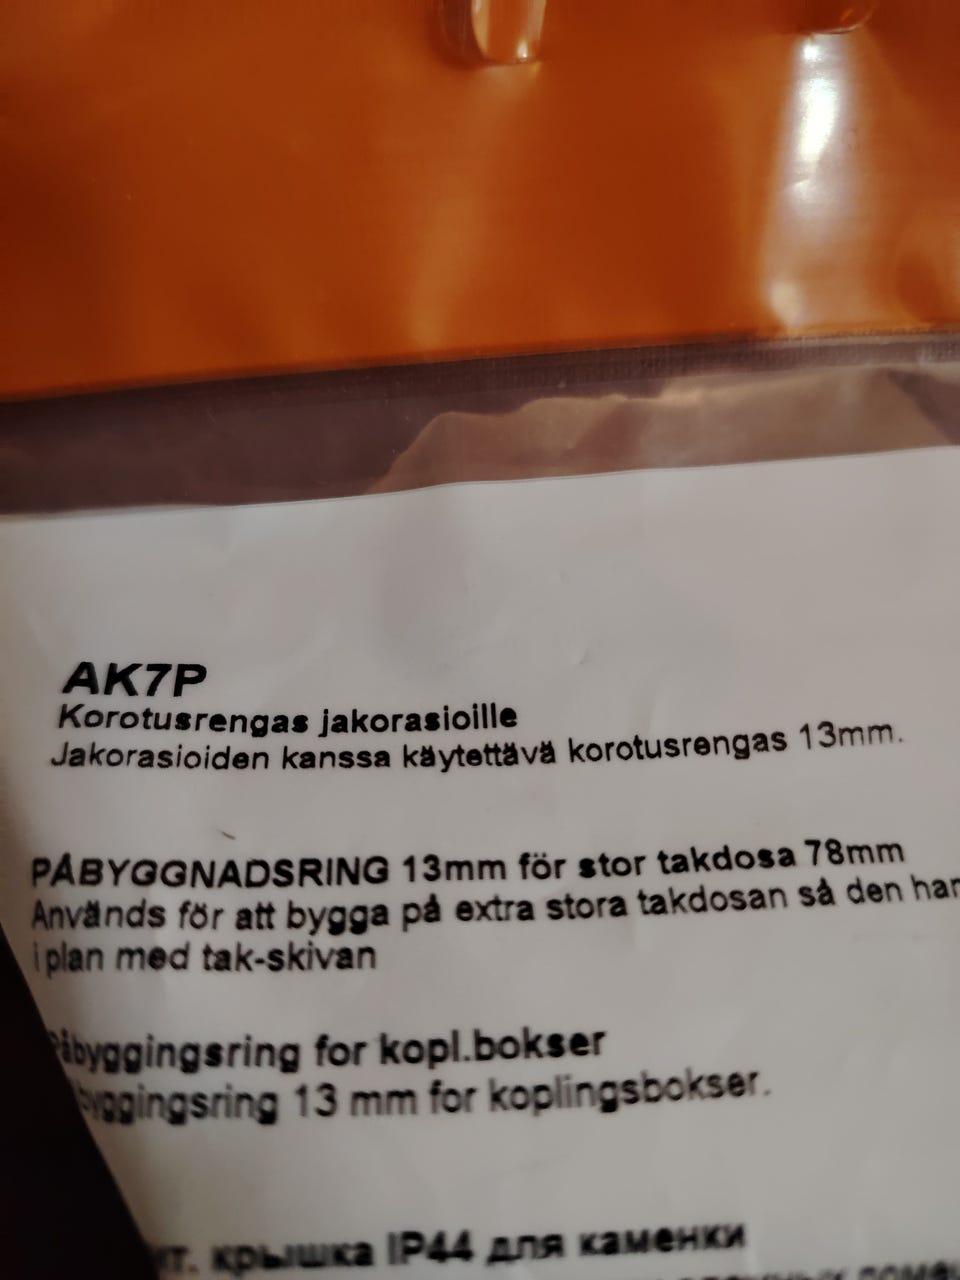 AK7P
Korotusrengas jakorasioille
Jakorasioiden kanssa käytettävä korotusrengas 13mm.
PÅBYGGNADSRING 13mm för stor takdosa 78mm
Används för att bygga på extra stora takdosan så den
i plan med tak-skivan
for kopl.bokser
13 mm for koplingsbokser.
крышка IP44 для каменки